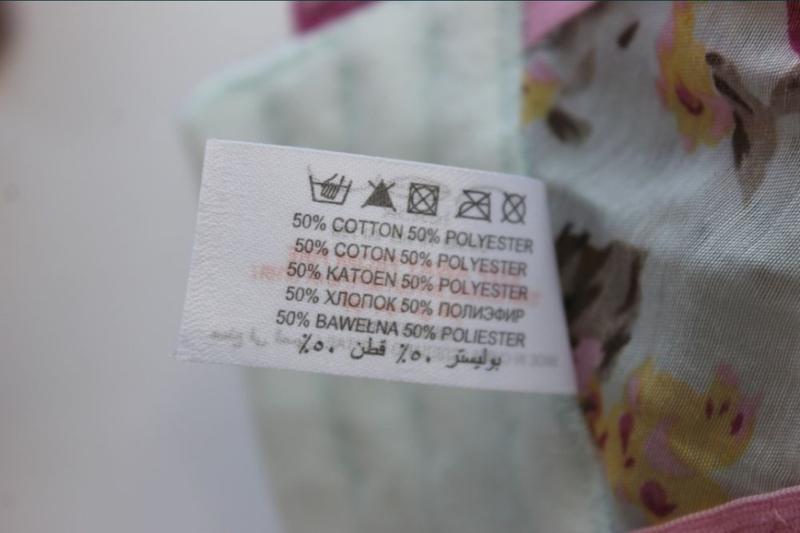 50% COTTON 50% POLYESTER
50% COTON 50% POLYESTER
50% KATOEN 50% POLYESTER
50% ХЛОПОК 50% ПОЛИЭФИР
50% BAWEŁNA 50% POLIESTER
بوليستر ٥٠٪ قطن ٥٠٪